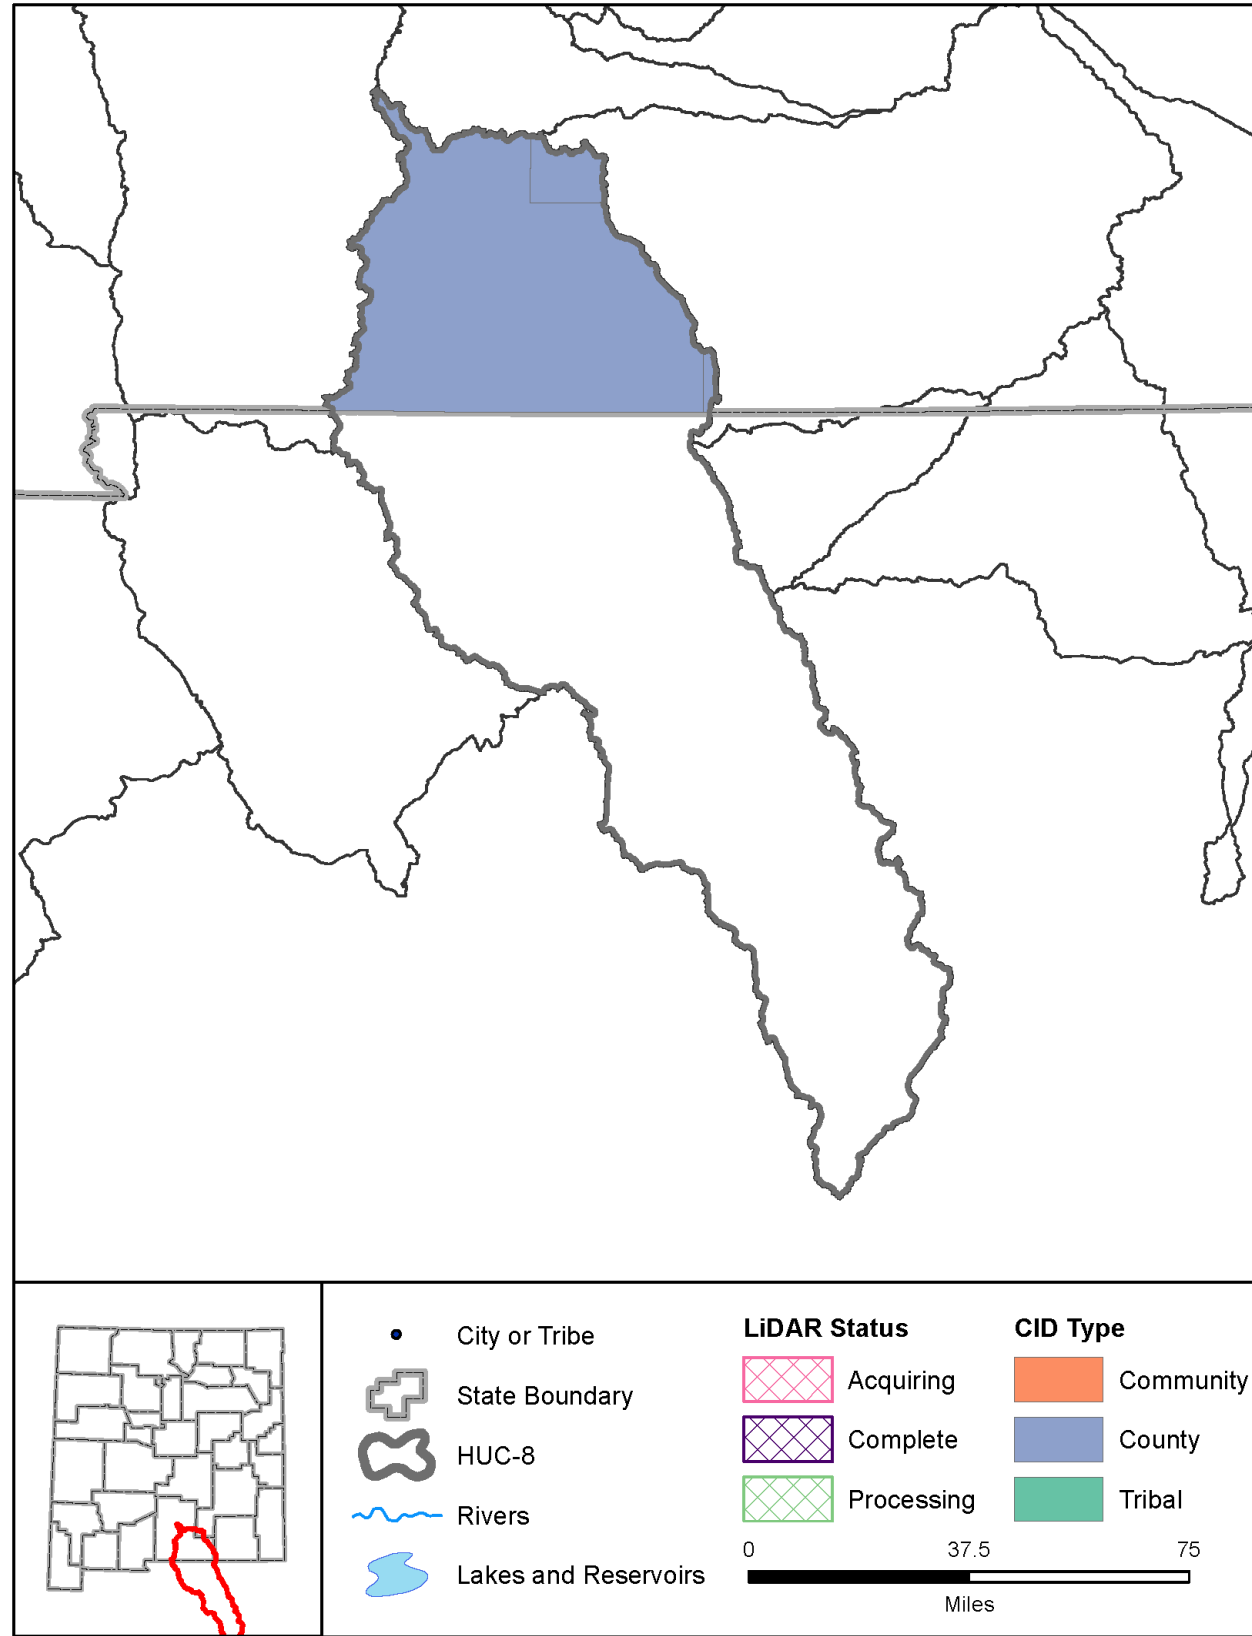 City or Tribe
State Boundary
HUC-8
Rivers
Lakes and Reservoirs
LiDAR Status
Acquiring
Complete
Processing
CID Type
Community
County
Tribal
0 37.5 75
Miles